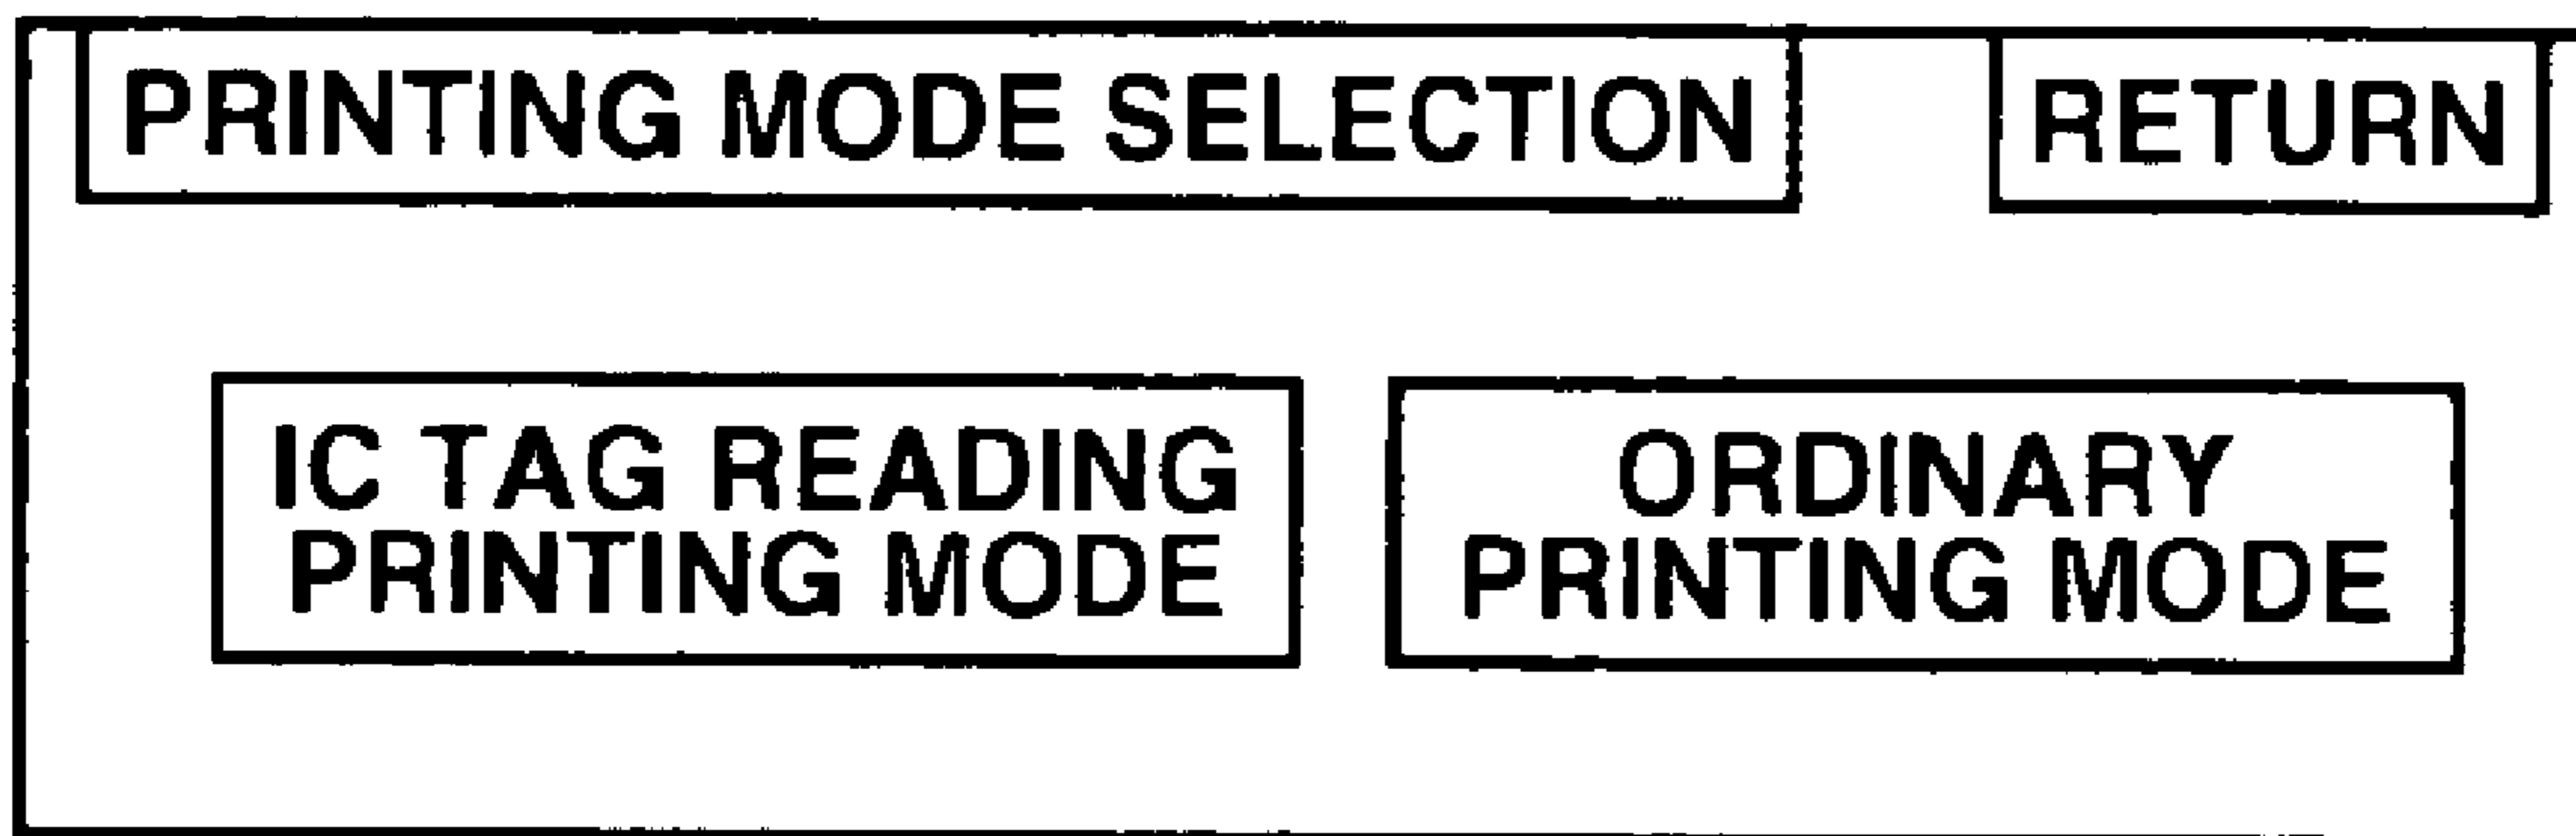 PRINTING MODE SELECTION
RETURN
IC TAG READING
PRINTING MODE
ORDINARY
PRINTING MODE